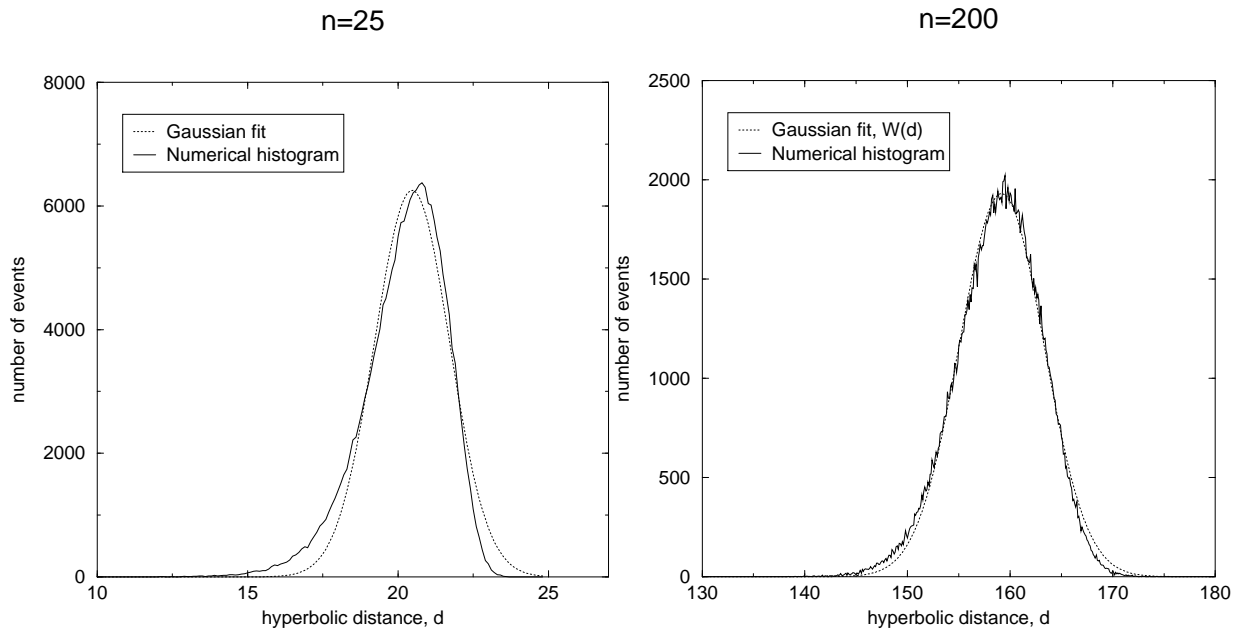 n=25
8000
6000
4000
2000
0
10
15
20
25
number of events
hyperbolic distance, d
Gaussian fit
Numerical histogram
n=200
2500
2000
1500
1000
500
0
130
140
150
160
170
180
number of events
hyperbolic distance, d
Gaussian fit, W(d)
Numerical histogram